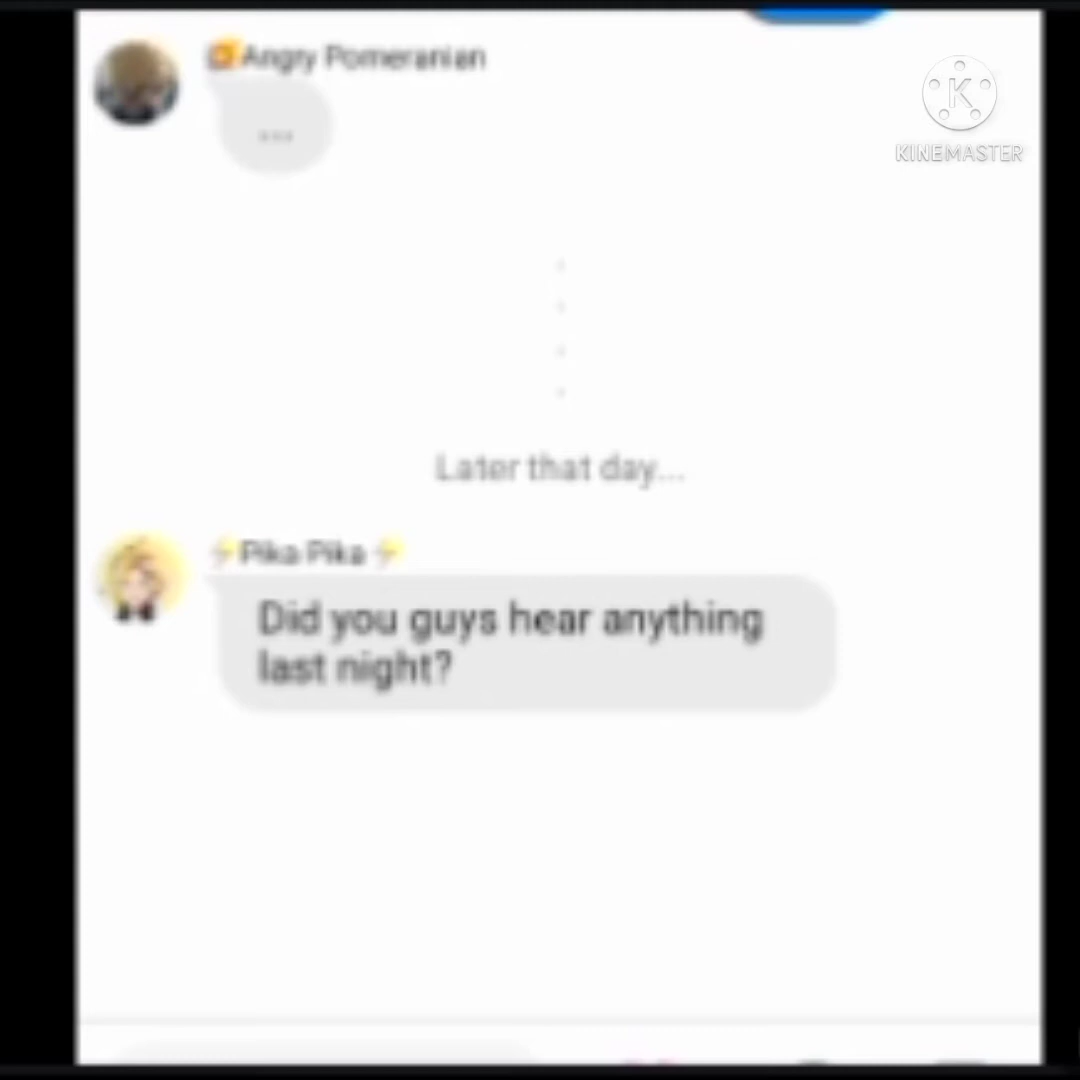 💥Angry Pomeranian
...
KINEMASTER
Later that day...
⚡Pika Pika⚡
Did you guys hear anything
last night?